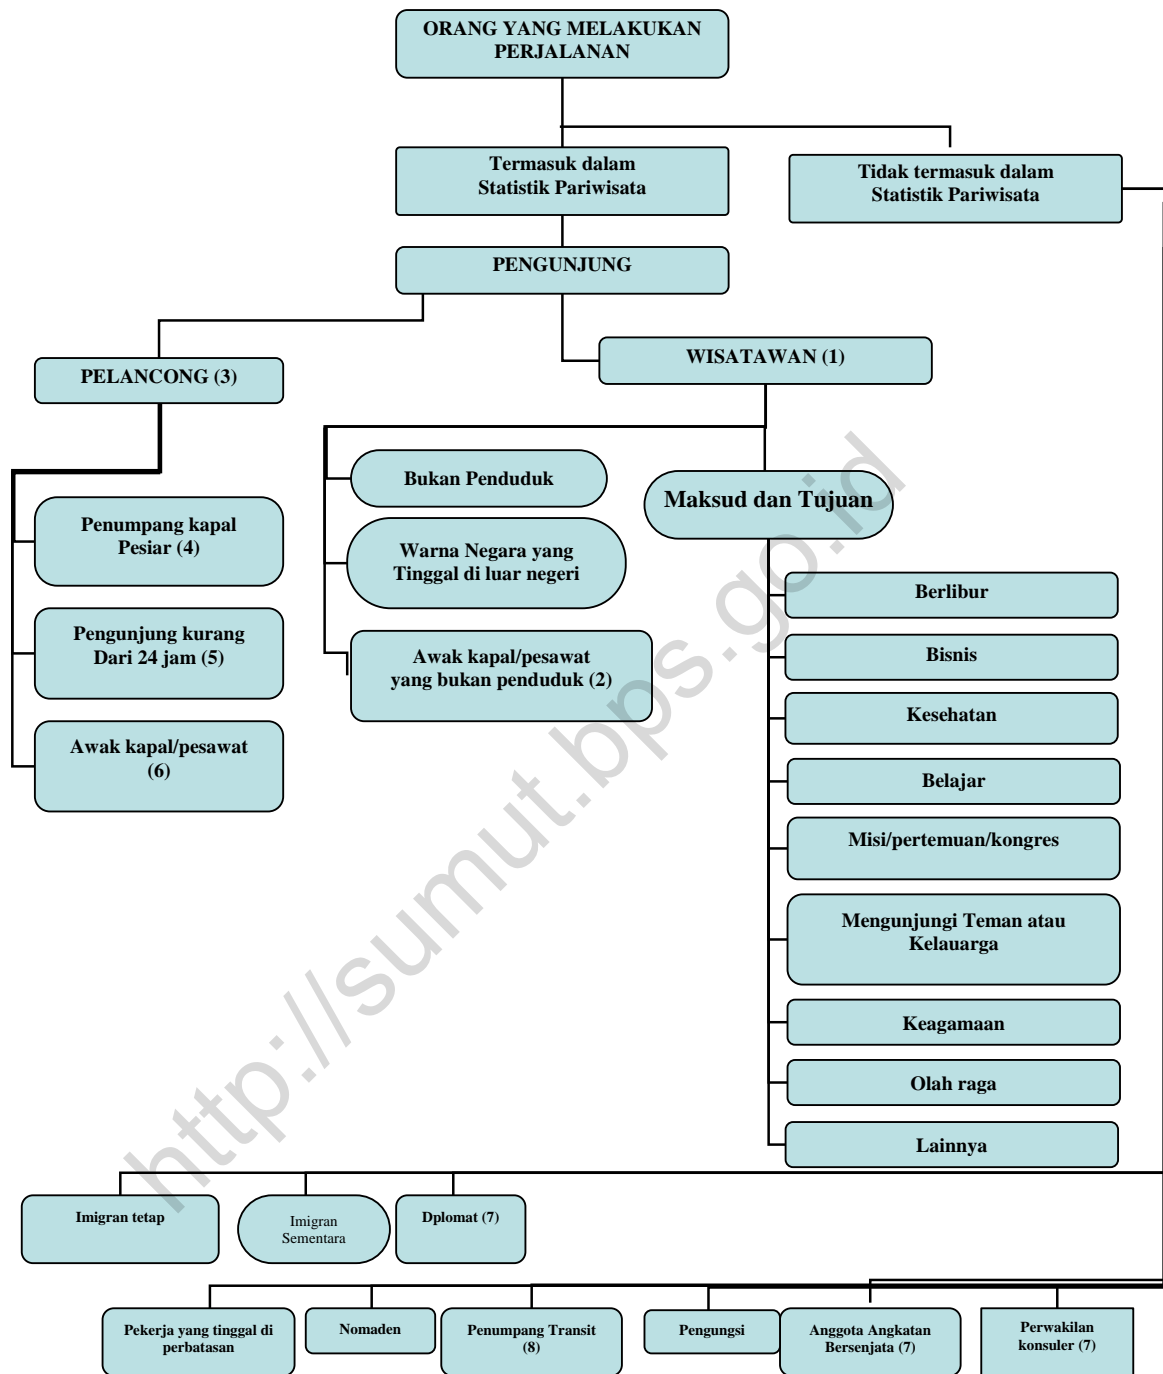 ORANG YANG MELAKUKAN
PERJALANAN
Termasuk dalam
Statistik Pariwisata
Tidak termasuk dalam
Statistik Pariwisata
PENGUNJUNG
PELANCONG (3)
WISATAWAN (1)
Penumpang kapal
Pesiar (4)
Pengunjung kurang
Dari 24 jam (5)
Awak kapal/pesawat
(6)
Bukan Penduduk
Warna Negara yang
Tinggal di luar negeri
Awak kapal/pesawat
yang bukan penduduk (2)
Maksud dan Tujuan
Berlibur
Bisnis
Kesehatan
Belajar
Misi/pertemuan/kongres
Mengunjungi Teman atau
Kelauarga
Keagamaan
Olah raga
Lainnya
Imigran tetap
Imigran
Sementara
Dplomat (7)
Pekerja yang tinggal di
perbatasan
Nomaden
Penumpang Transit
(8)
Pengungsi
Anggota Angkatan
Bersenjata (7)
Perwakilan
konsuler (7)
http://sumut.bps.go.id